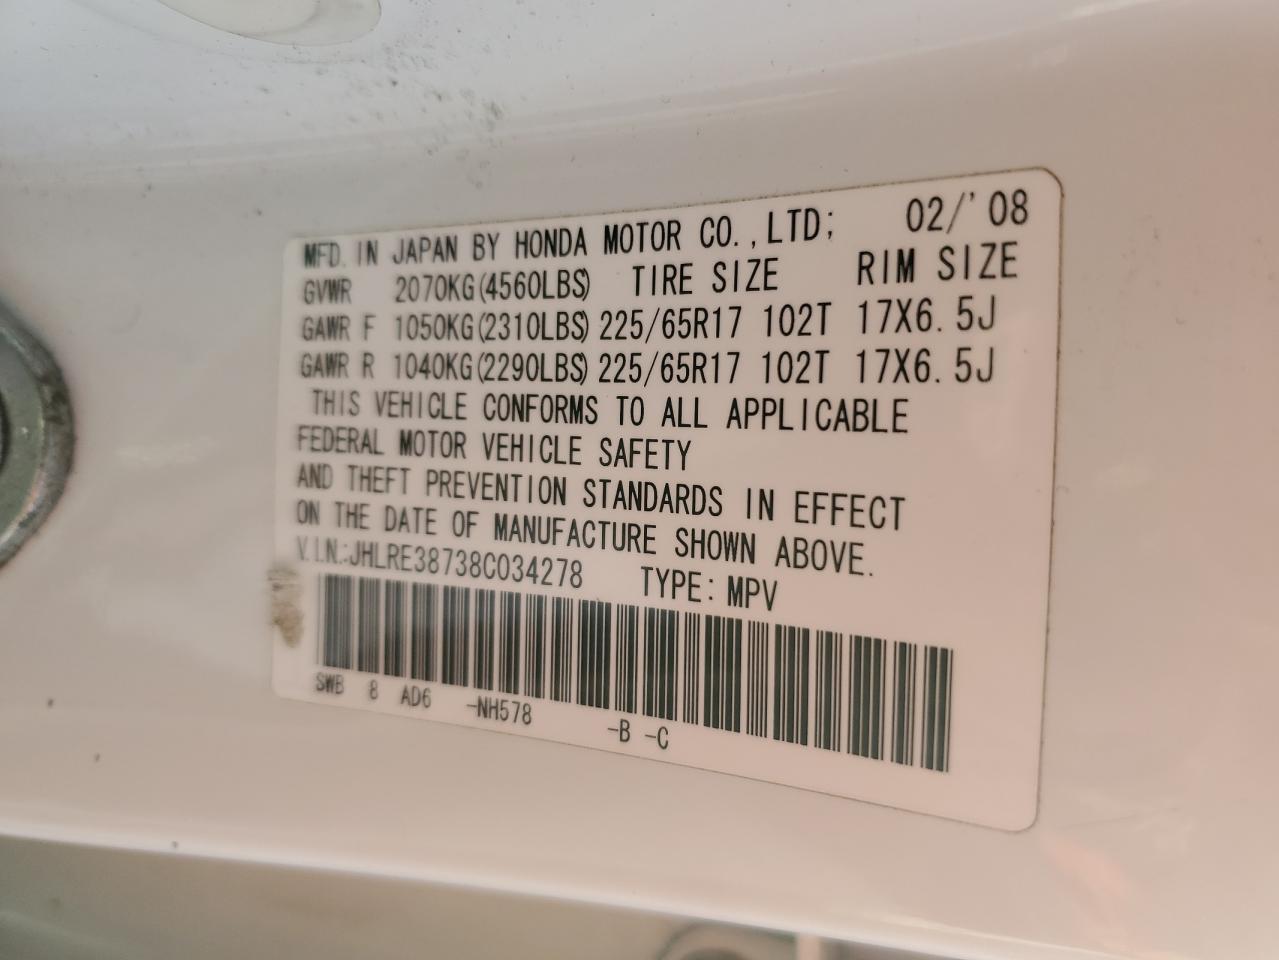 MFD. IN JAPAN BY HONDA MOTOR CO.,LTD; 02/'08
GVWR 2070KG(4560LBS) TIRE SIZE RIM SIZE
GAWR F 1050KG(2310LBS) 225/65R17 102T 17X6.5J
GAWR R 1040KG(2290LBS) 225/65R17 102T 17X6.5J
THIS VEHICLE CONFORMS TO ALL APPLICABLE
FEDERAL MOTOR VEHICLE SAFETY
AND THEFT PREVENTION STANDARDS IN EFFECT
ON THE DATE OF MANUFACTURE SHOWN ABOVE.
V.I.N.:JHLRE38738C034278 TYPE: MPV
SWB 8 AD6 -NH578 -B -C